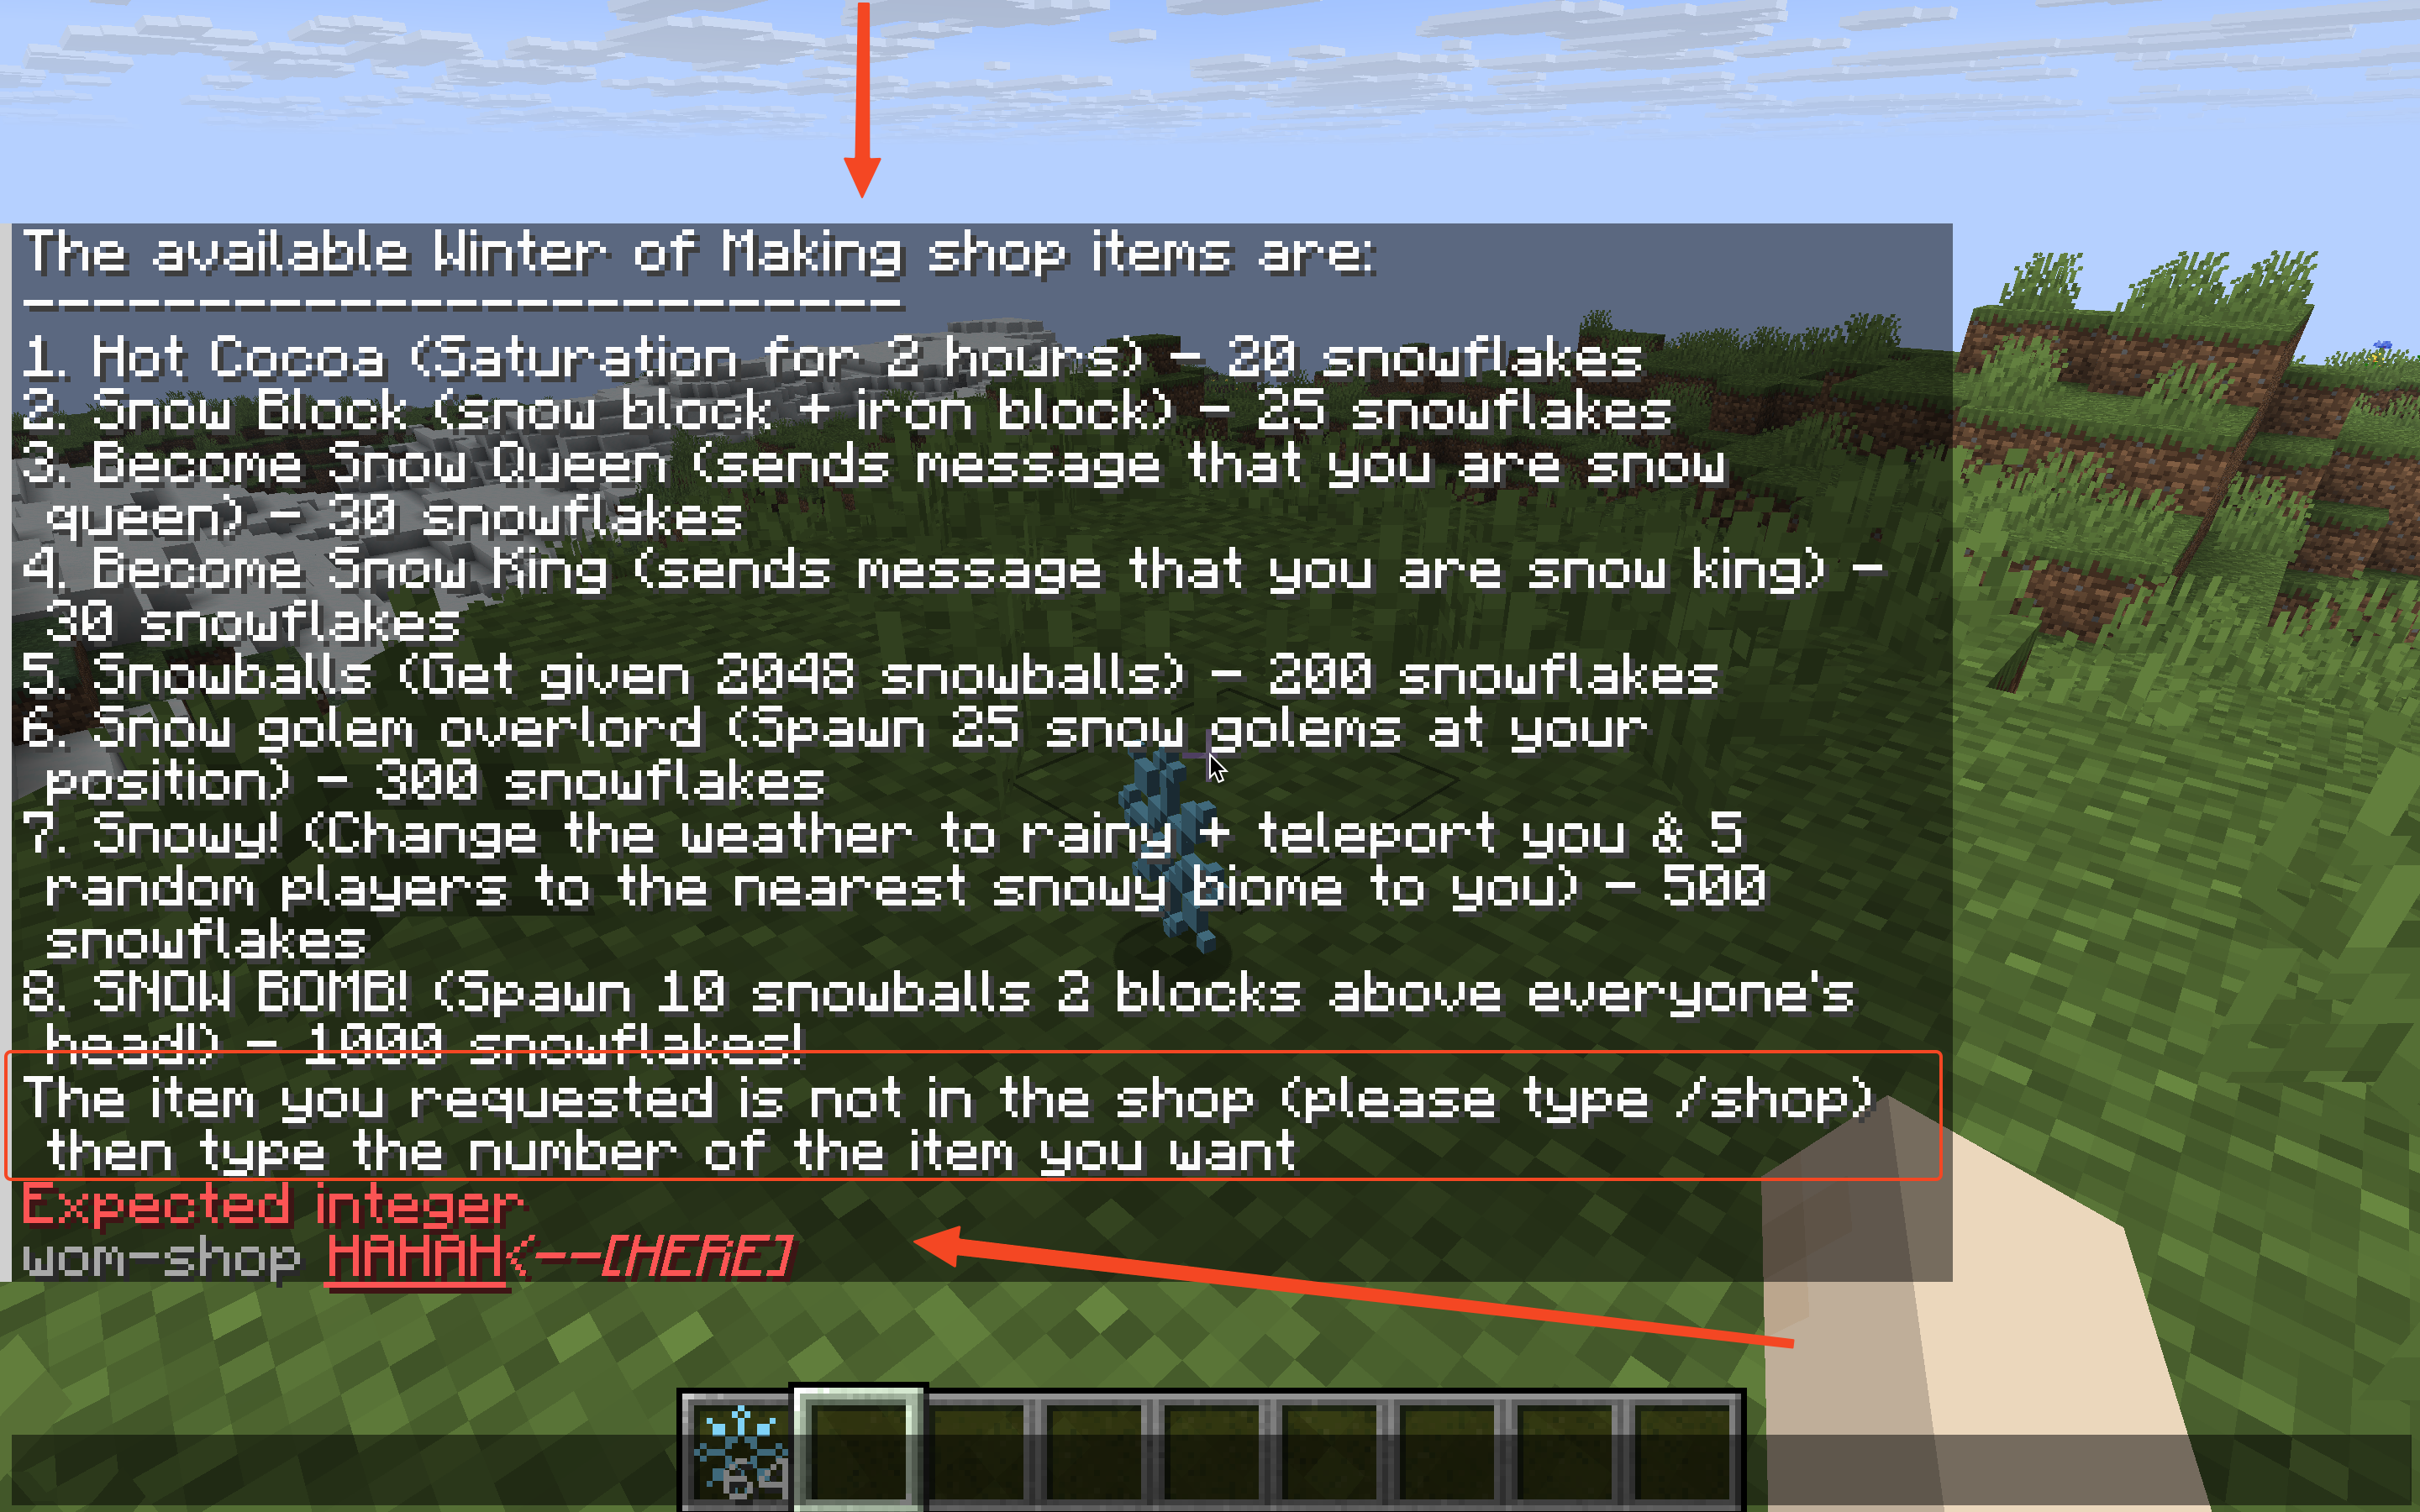 The available Winter of Making shop items are:
----------------------------
1. Hot Cocoa (Saturation for 2 hours) - 20 snowflakes
2. Snow Block (snow block + iron block) - 25 snowflakes
3. Become Snow Queen (sends message that you are snow
queen) - 30 snowflakes
4. Become Snow King (sends message that you are snow king) -
30 snowflakes
5. Snowballs (Get given 2048 snowballs) - 200 snowflakes
6. Snow golem overlord (Spawn 25 snow golems at your
position) - 300 snowflakes
7. Snowy! (Change the weather to rainy + teleport you & 5
random players to the nearest snowy biome to you) - 500
snowflakes
8. SNOW BOMB! (Spawn 10 snowballs 2 blocks above everyone's
head!) - 1000 snowflakes!
The item you requested is not in the shop (please type /shop)
then type the number of the item you want
Expected integer
wom-shop HAHAH<--[HERE]
64